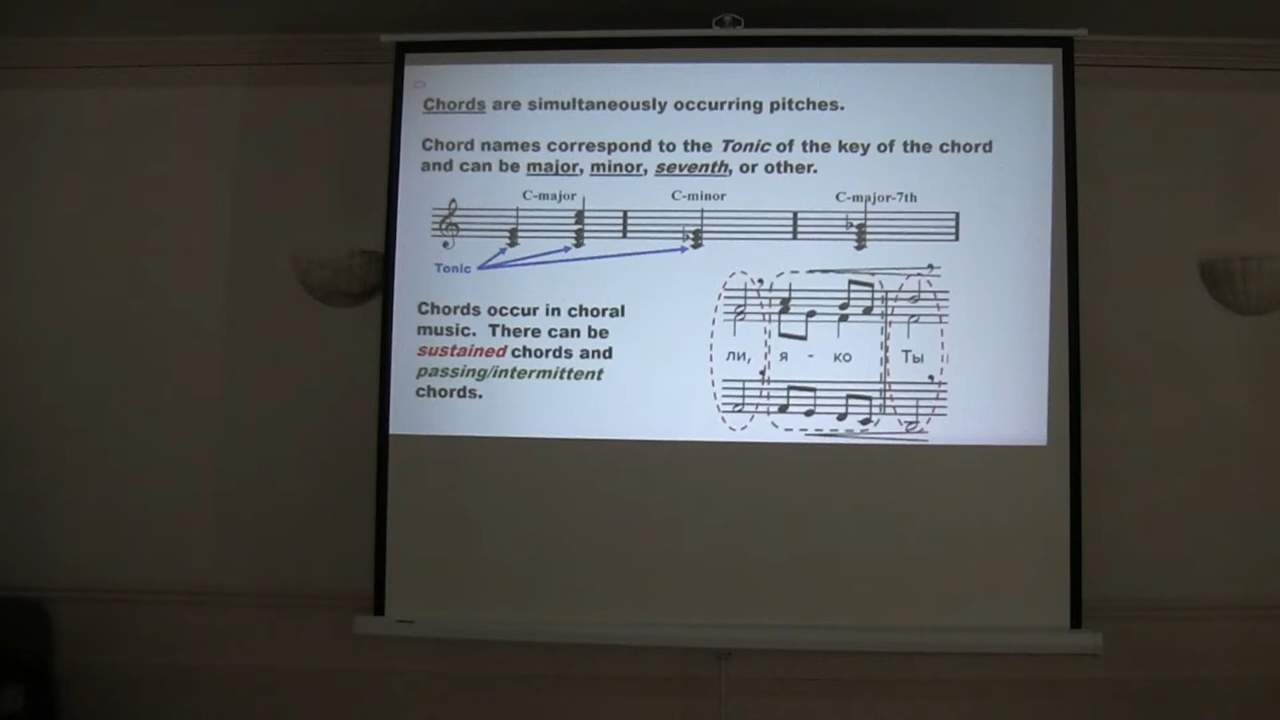 Chords are simultaneously occurring pitches.
Chord names correspond to the Tonic of the key of the chord
and can be major, minor, seventh, or other.
C-major C-minor C-major-7th
Tonic
Chords occur in choral
music. There can be
sustained chords and
passing/intermittent
chords.
ли, я - ко Ты